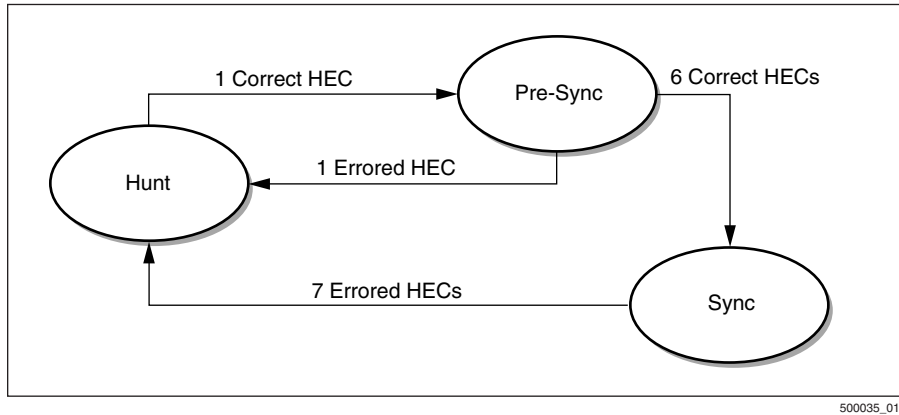 1 Correct HEC
Pre-Sync
6 Correct HECs
1 Errored HEC
Hunt
7 Errored HECs
Sync
500035_01